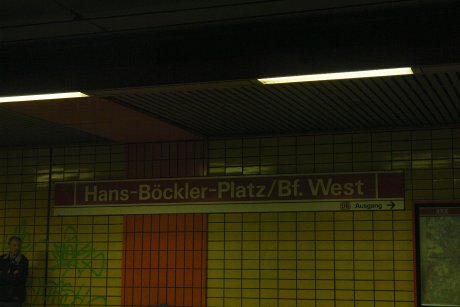 Hans-Böckler-Platz/Bf. West
DB Ausgang